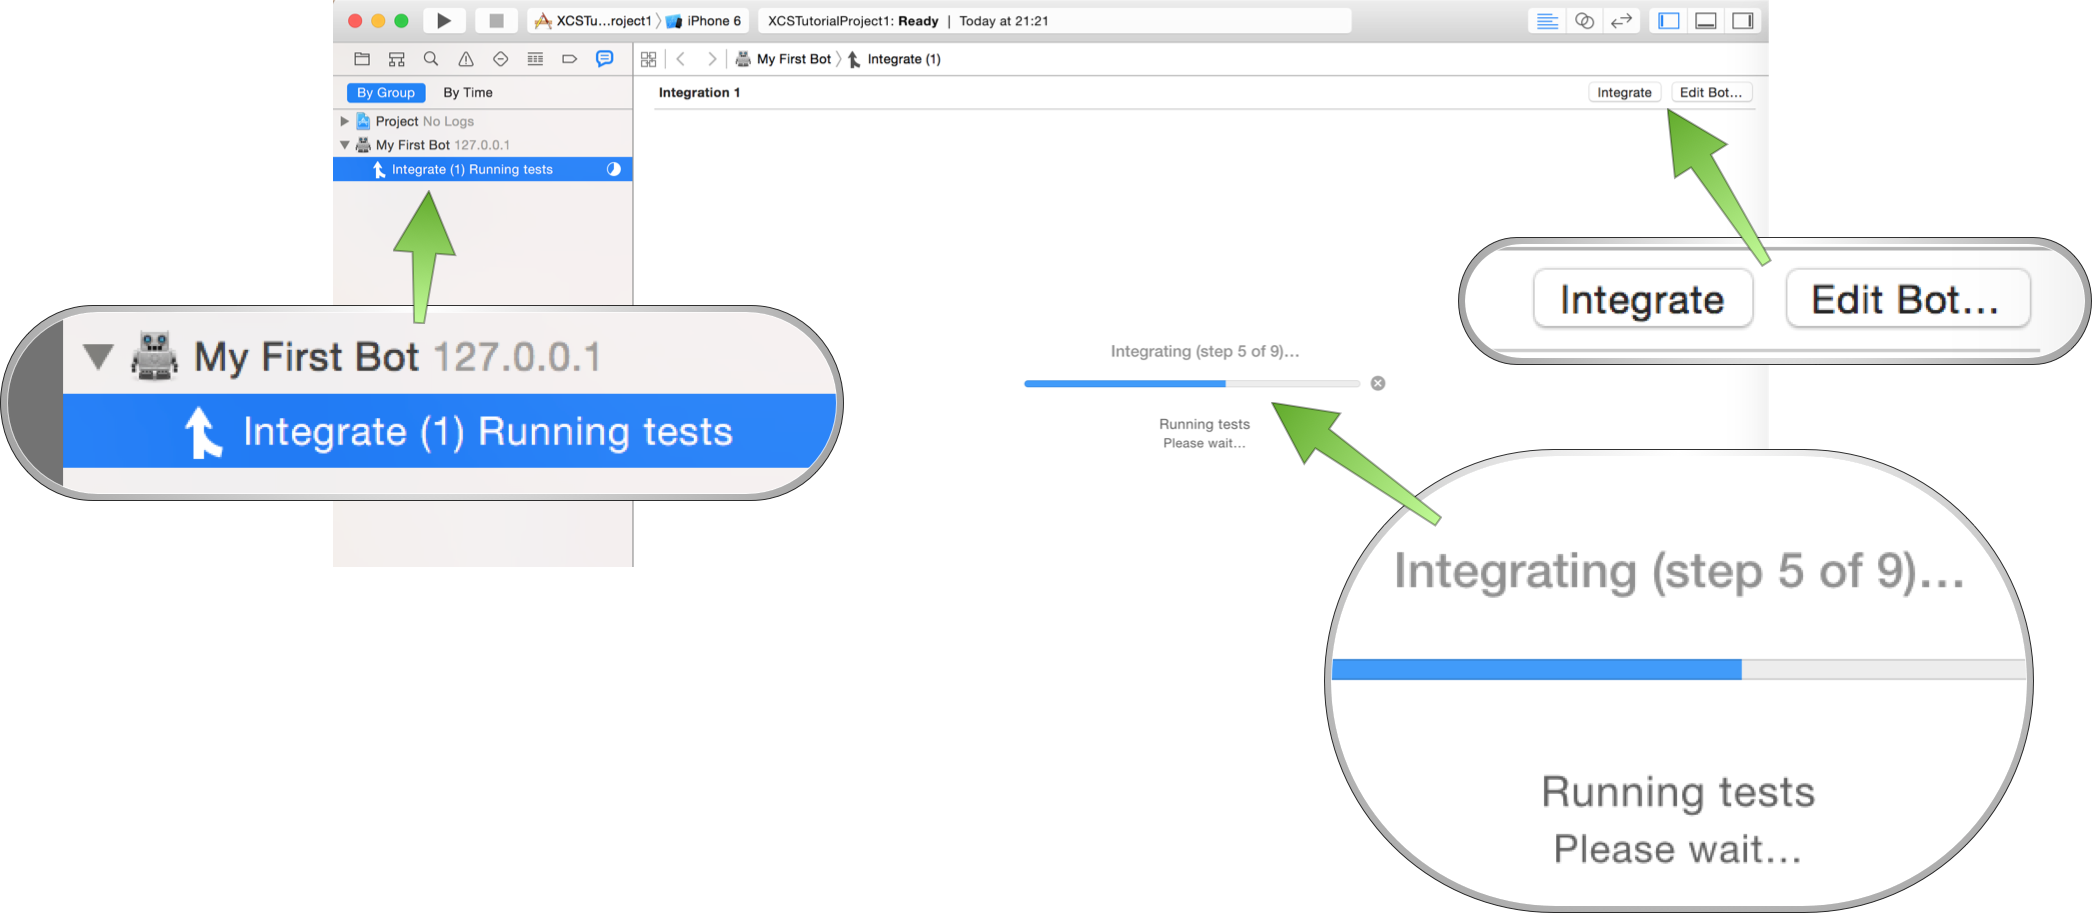 XCSTu...roject1 iPhone 6 XCSTutorialProject1: Ready | Today at 21:21
My First Bot Integrate (1)
By Group By Time
Integration 1 Integrate Edit Bot...
Project No Logs
My First Bot 127.0.0.1
Integrate (1) Running tests
Integrate Edit Bot...
My First Bot 127.0.0.1
Integrate (1) Running tests
Integrating (step 5 of 9)...
Running tests
Please wait...
Integrating (step 5 of 9)...
Running tests
Please wait...